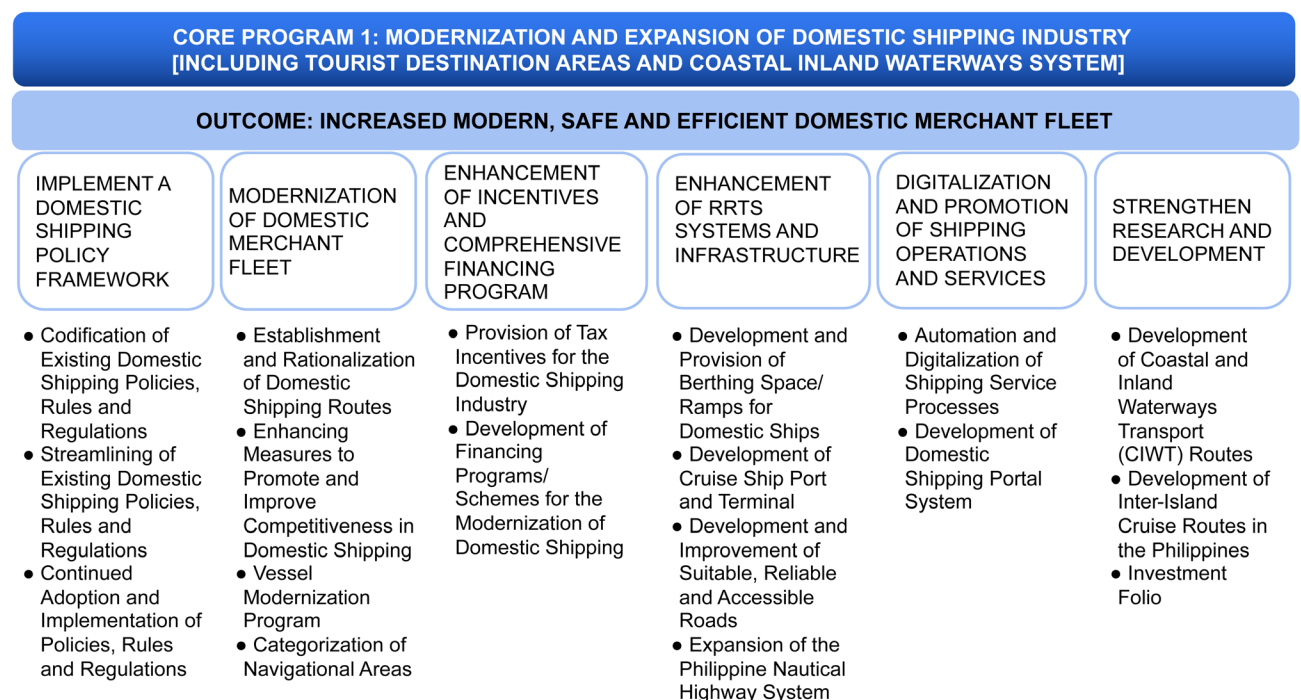 CORE PROGRAM 1: MODERNIZATION AND EXPANSION OF DOMESTIC SHIPPING INDUSTRY
[INCLUDING TOURIST DESTINATION AREAS AND COASTAL INLAND WATERWAYS SYSTEM]
OUTCOME: INCREASED MODERN, SAFE AND EFFICIENT DOMESTIC MERCHANT FLEET
IMPLEMENT A
DOMESTIC
SHIPPING
POLICY
FRAMEWORK
● Codification of
Existing Domestic
Shipping Policies,
Rules and
Regulations
● Streamlining of
Existing Domestic
Shipping Policies,
Rules and
Regulations
● Continued
Adoption and
Implementation of
Policies, Rules
and Regulations
MODERNIZATION
OF DOMESTIC
MERCHANT
FLEET
● Establishment
and Rationalization
of Domestic
Shipping Routes
● Enhancing
Measures to
Promote and
Improve
Competitiveness in
Domestic Shipping
● Vessel
Modernization
Program
● Categorization of
Navigational Areas
ENHANCEMENT
OF INCENTIVES
AND
COMPREHENSIVE
FINANCING
PROGRAM
● Provision of Tax
Incentives for the
Domestic Shipping
Industry
● Development of
Financing
Programs/
Schemes for the
Modernization of
Domestic Shipping
ENHANCEMENT
OF RRTS
SYSTEMS AND
INFRASTRUCTURE
● Development and
Provision of
Berthing Space/
Ramps for
Domestic Ships
● Development of
Cruise Ship Port
and Terminal
● Development and
Improvement of
Suitable, Reliable
and Accessible
Roads
● Expansion of the
Philippine Nautical
Highway System
DIGITALIZATION
AND PROMOTION
OF SHIPPING
OPERATIONS
AND SERVICES
● Automation and
Digitalization of
Shipping Service
Processes
● Development of
Domestic
Shipping Portal
System
STRENGTHEN
RESEARCH AND
DEVELOPMENT
● Development
of Coastal and
Inland
Waterways
Transport
(CIWT) Routes
● Development of
Inter-Island
Cruise Routes in
the Philippines
● Investment
Folio